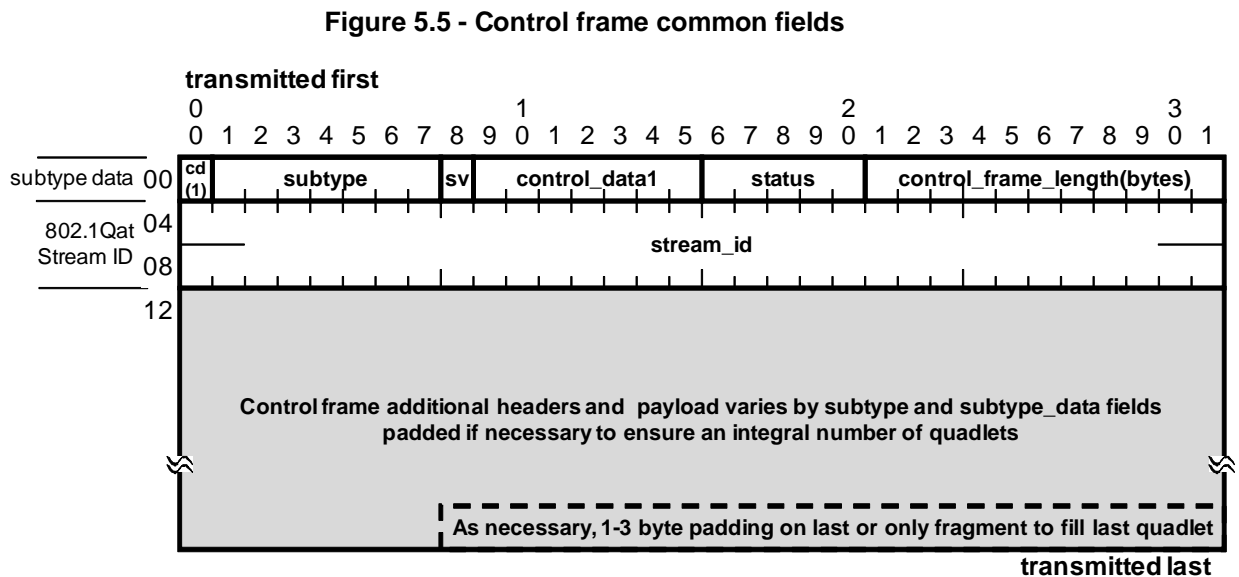 Figure 5.5 - Control frame common fields
transmitted first
0 1 2 3
0 1 2 3 4 5 6 7 8 9 0 1 2 3 4 5 6 7 8 9 0 1 2 3 4 5 6 7 8 9 0 1
subtype data 00 cd (1) subtype sv control_data1 status control_frame_length(bytes)
802.1Qat 04
Stream ID 08
stream_id
12
Control frame additional headers and payload varies by subtype and subtype_data fields
padded if necessary to ensure an integral number of quadlets
As necessary, 1-3 byte padding on last or only fragment to fill last quadlet
transmitted last